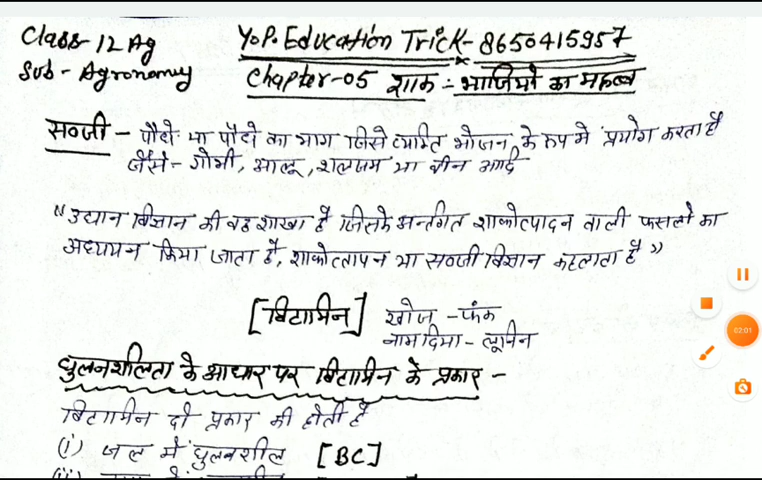 Class-12 Ag
Y.O.P. Education Trick-8650415957
Sub-Agronomy
Chapter-05 शाक-भाजियों का महत्व
सब्जी - पौधे या पौधे का भाग जिसे व्यक्ति भोजन के रूप में प्रयोग करता है
जैसे- गोभी, आलू, शलजम या बीन आदि
"उद्यान विज्ञान की वह शाखा है जिसके अन्तर्गत शाकोत्पादन वाली फसलों का
अध्ययन किया जाता है, शाकोत्पादन या सब्जी विज्ञान कहलाता है"
[विटामिन] खोज - फंक
नाम दिया - लूनिन
घुलनशीलता के आधार पर विटामिन के प्रकार -
विटामिन दो प्रकार की होती है
(i) जल में घुलनशील [BC]
02:01